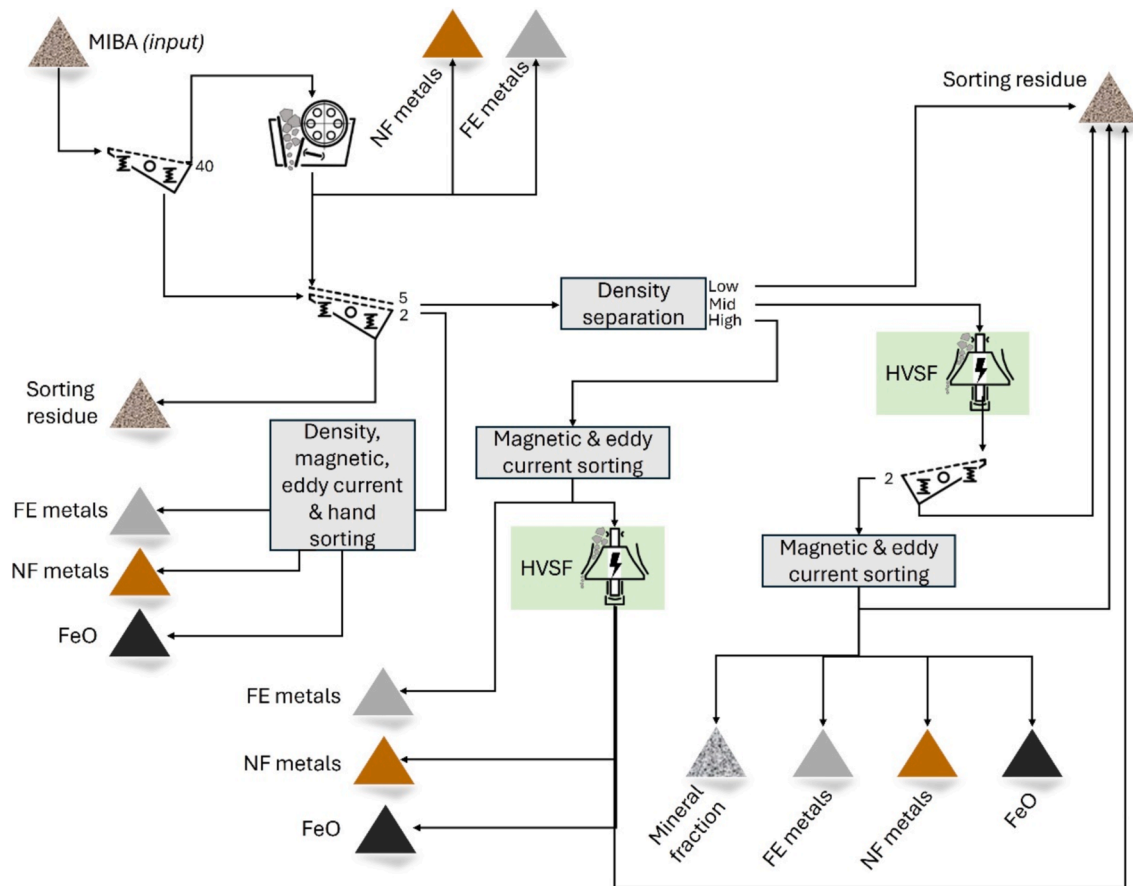 MIBA (input)
NF metals
FE metals
Sorting residue
40
5
2
Density
separation
Low
Mid
High
HVSF
Sorting
residue
Density,
magnetic,
eddy current
& hand
sorting
Magnetic & eddy
current sorting
2
FE metals
NF metals
FeO
HVSF
Magnetic & eddy
current sorting
FE metals
NF metals
FeO
Mineral
fraction
FE metals
NF metals
FeO